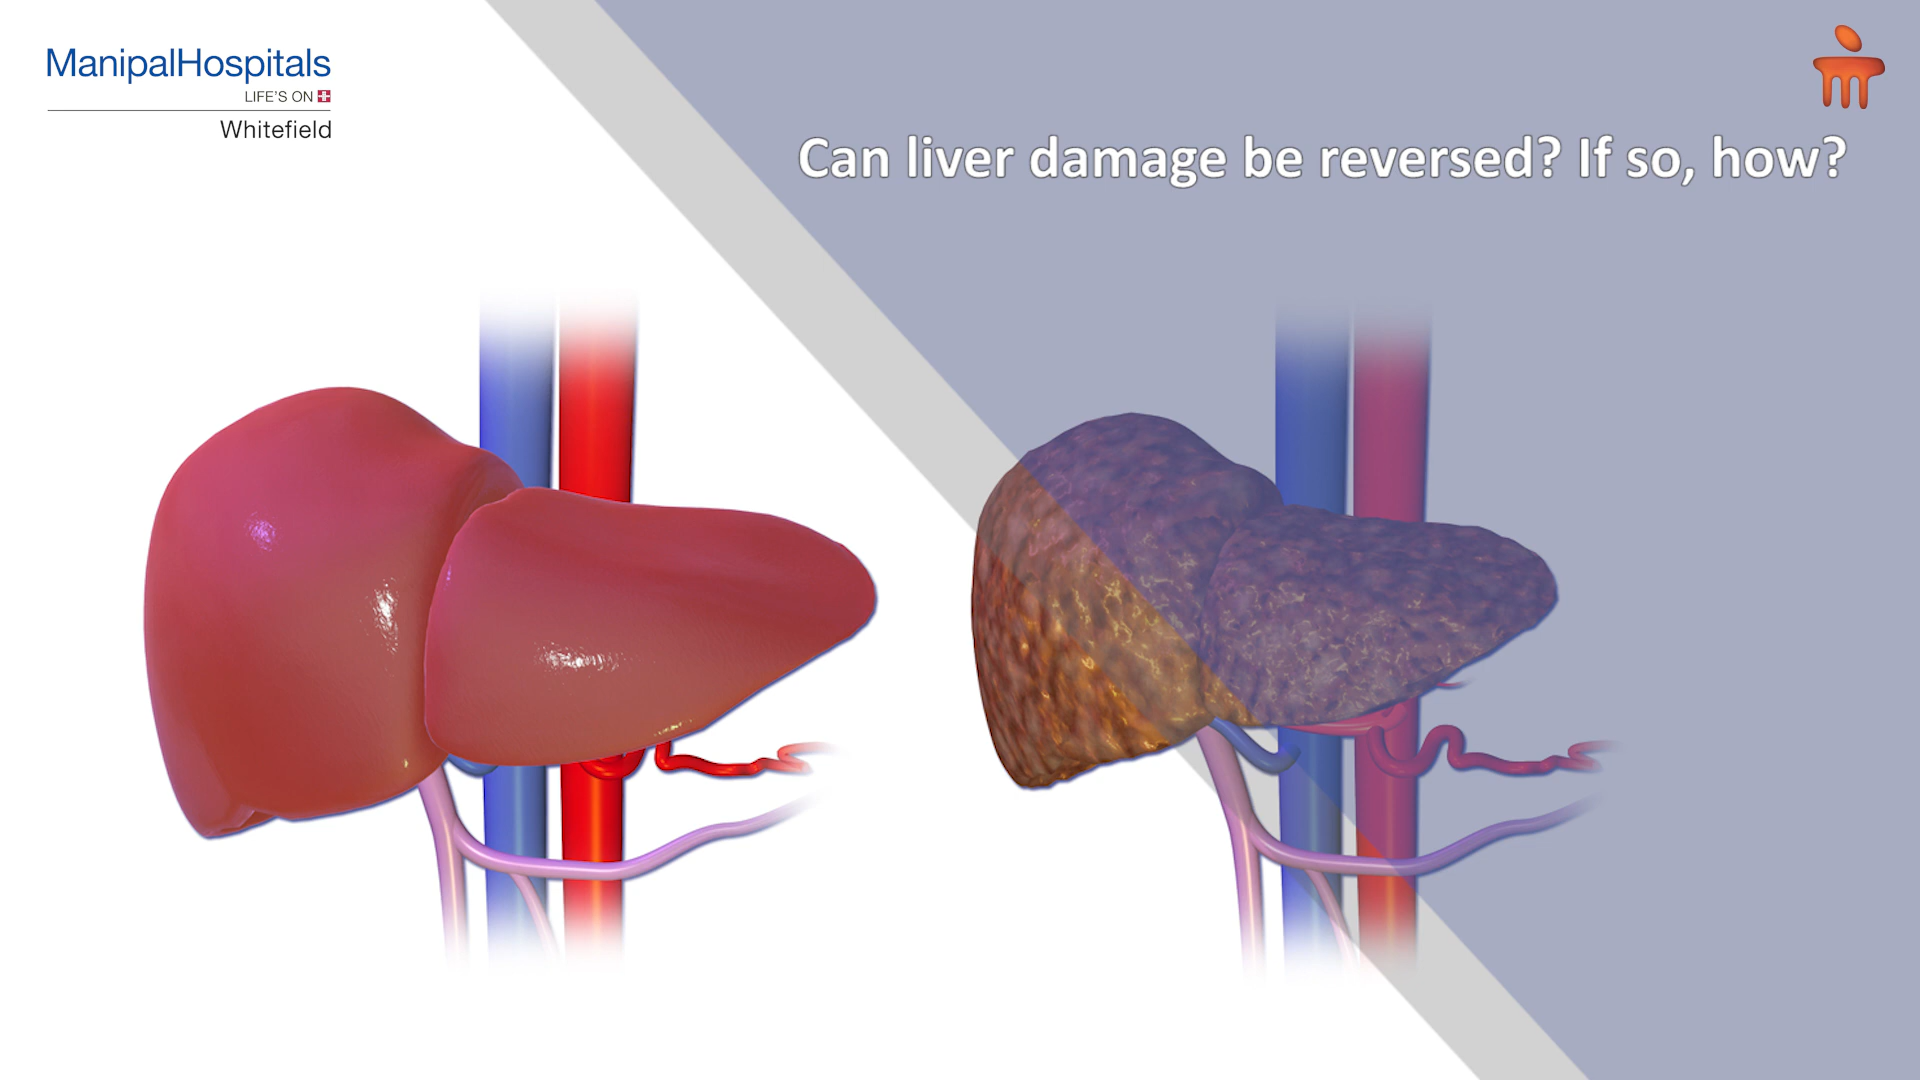 ManipalHospitals
LIFE'S ON
Whitefield
Can liver damage be reversed? If so, how?